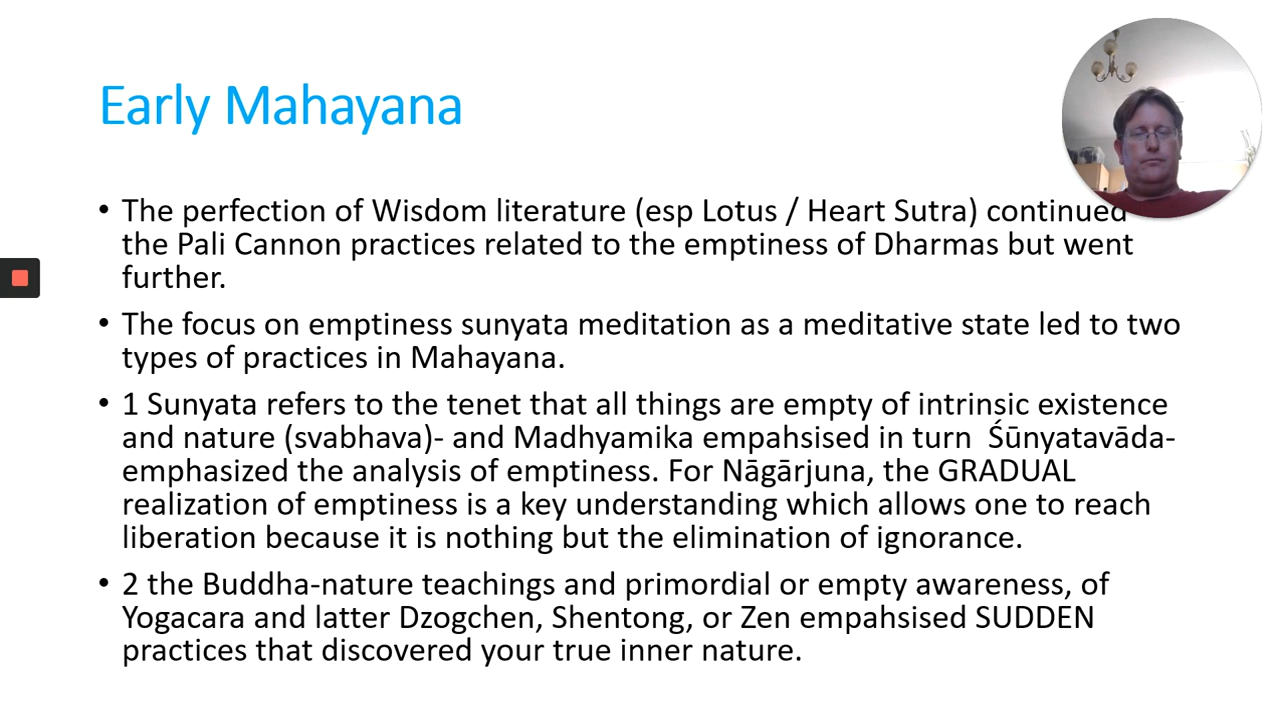 Early Mahayana
• The perfection of Wisdom literature (esp Lotus / Heart Sutra) continued
the Pali Cannon practices related to the emptiness of Dharmas but went
further.
• The focus on emptiness sunyata meditation as a meditative state led to two
types of practices in Mahayana.
• 1 Sunyata refers to the tenet that all things are empty of intrinsic existence
and nature (svabhava)- and Madhyamika empahsised in turn  Śūnyatavāda-
emphasized the analysis of emptiness. For Nāgārjuna, the GRADUAL
realization of emptiness is a key understanding which allows one to reach
liberation because it is nothing but the elimination of ignorance.
• 2 the Buddha-nature teachings and primordial or empty awareness, of
Yogacara and latter Dzogchen, Shentong, or Zen empahsised SUDDEN
practices that discovered your true inner nature.